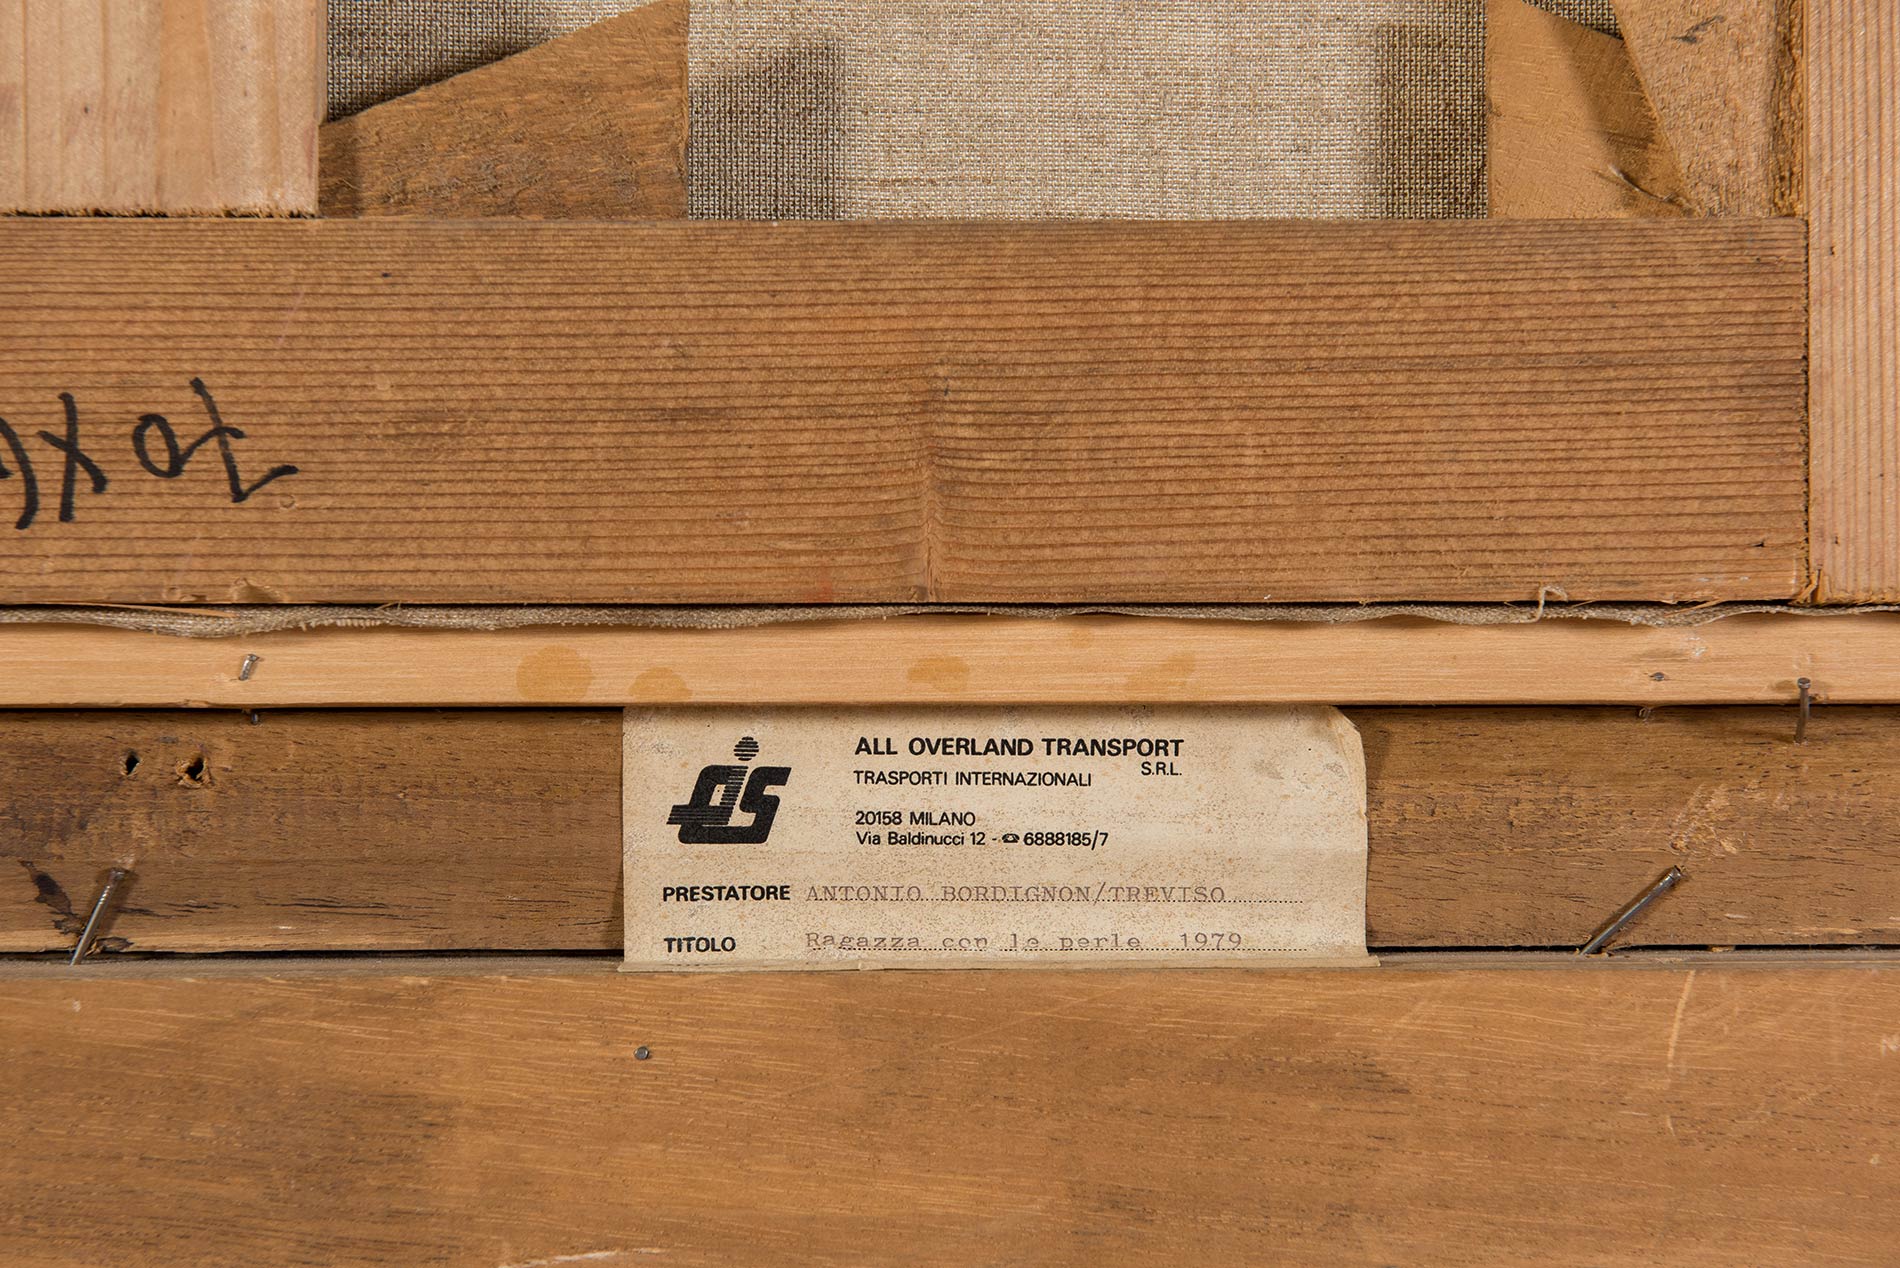 ALL OVERLAND TRANSPORT
S.R.L.
TRASPORTI INTERNAZIONALI
20158 MILANO
Via Baldinucci 12 - ☎ 6888185/7
PRESTATORE ANTONIO BORDIGNON/TREVISO
TITOLO Ragazza con le perle 1979